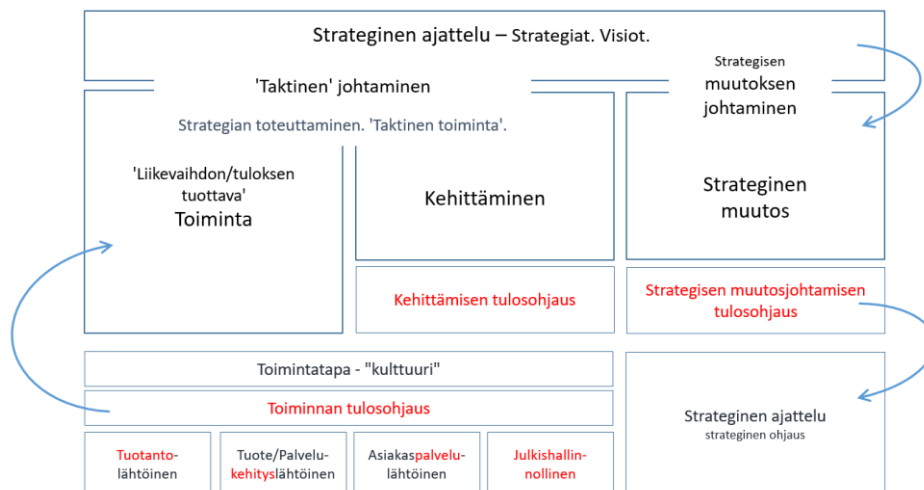 Strateginen ajattelu – Strategiat. Visiot.
Strategisen
muutoksen
johtaminen
'Taktinen' johtaminen
Strategian toteuttaminen. 'Taktinen toiminta'.
'Liikevaihdon/tuloksen
tuottava'
Toiminta
Kehittäminen
Strateginen
muutos
Kehittämisen tulosohjaus
Strategisen muutosjohtamisen
tulosohjaus
Toimintatapa - "kulttuuri"
Toiminnan tulosohjaus
Tuotanto-
lähtöinen
Tuote/Palvelu-
kehityslähtöinen
Asiakaspalvelu-
lähtöinen
Julkishallin-
nollinen
Strateginen ajattelu
strateginen ohjaus